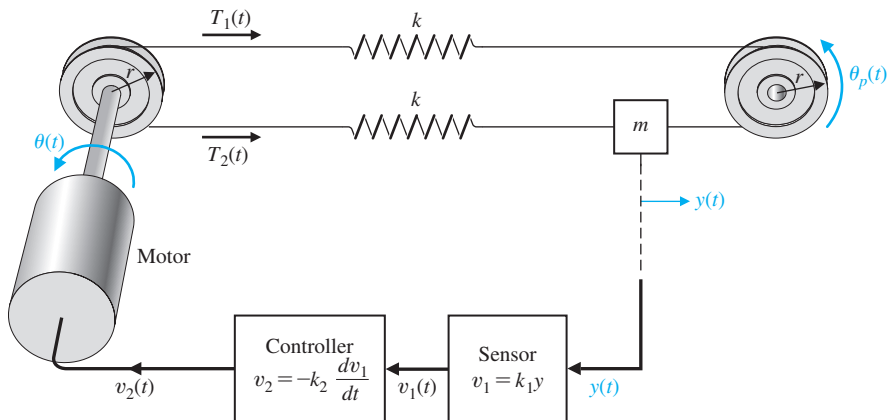 T₁(t)
k
r
r
θₚ(t)
k
m
T₂(t)
θ(t)
y(t)
Motor
Controller
v₂ = −k₂ dv₁/dt
Sensor
v₁ = k₁y
v₂(t)
v₁(t)
y(t)